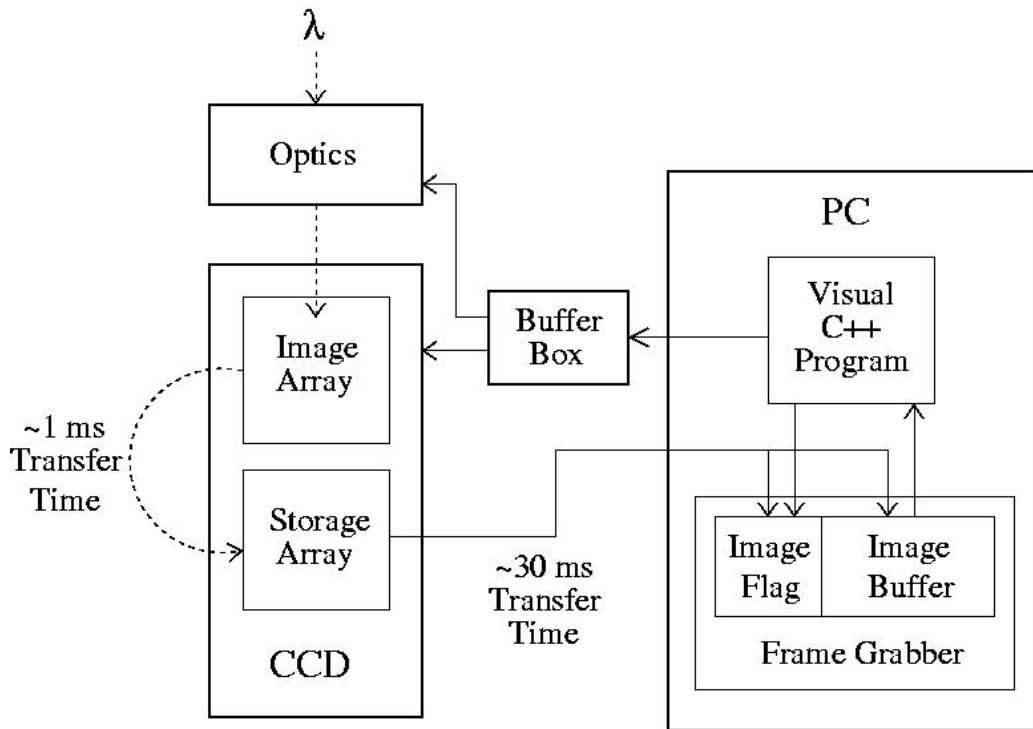 λ
Optics
PC
Visual
C++
Program
Buffer
Box
Image
Array
~1 ms
Transfer
Time
Storage
Array
~30 ms
Transfer
Time
Image
Flag
Image
Buffer
Frame Grabber
CCD